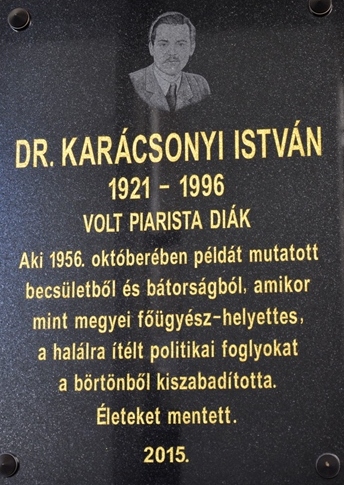 DR. KARÁCSONYI ISTVÁN
1921 - 1996
VOLT PIARISTA DIÁK
Aki 1956. októberében példát mutatott
becsületből és bátorságból, amikor
mint megyei főügyész-helyettes,
a halálra ítélt politikai foglyokat
a börtönből kiszabadította.
Életeket mentett.
2015.